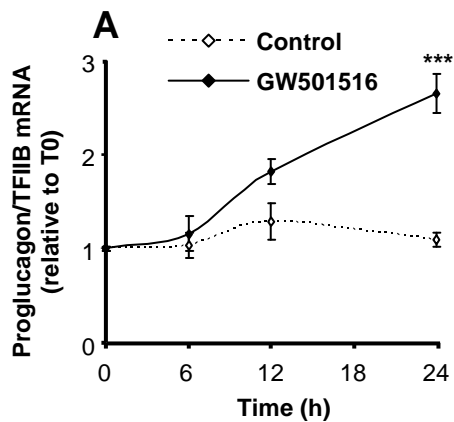 A
Control
GW501516
***
Proglucagon/TFIIB mRNA
(relative to T0)
3
2
1
0
0 6 12 18 24
Time (h)